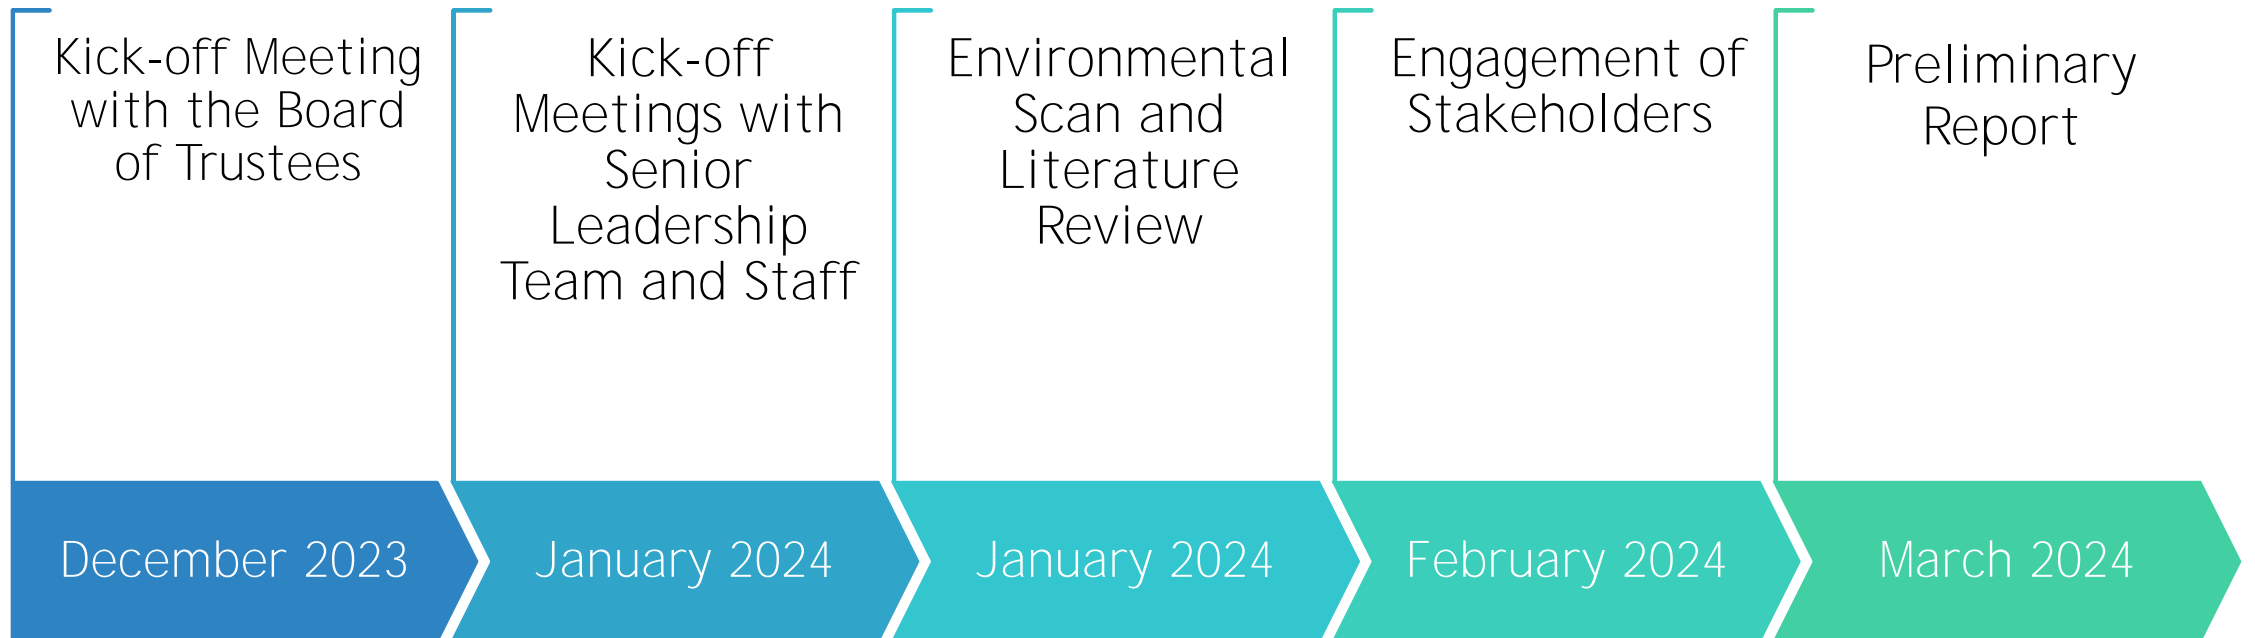 Kick-off Meeting
with the Board
of Trustees
Kick-off
Meetings with
Senior
Leadership
Team and Staff
Environmental
Scan and
Literature
Review
Engagement of
Stakeholders
Preliminary
Report
December 2023
January 2024
January 2024
February 2024
March 2024